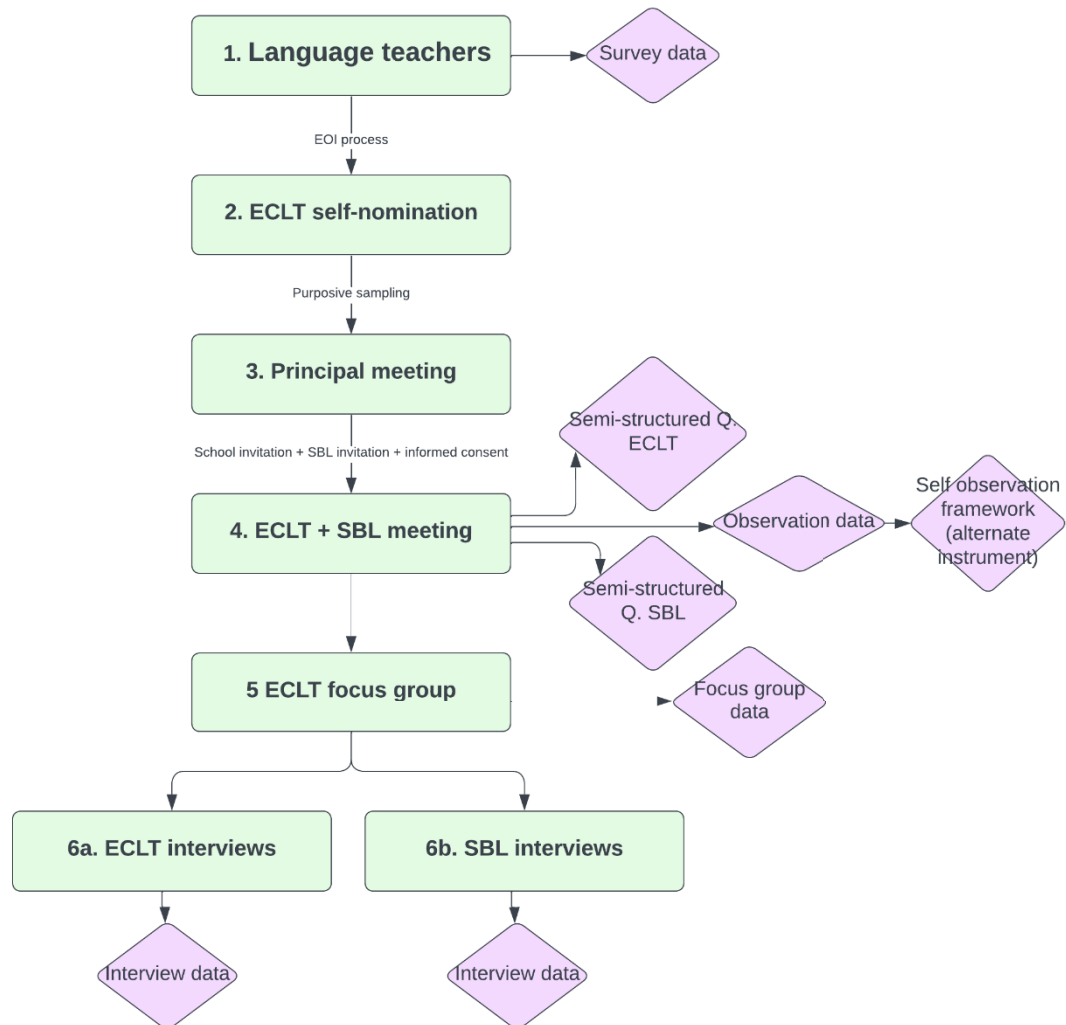 1. Language teachers
Survey data
EOI process
2. ECLT self-nomination
Purposive sampling
3. Principal meeting
School invitation + SBL invitation + informed consent
Semi-structured Q.
ECLT
4. ECLT + SBL meeting
Observation data
Self observation
framework
(alternate
instrument)
Semi-structured
Q. SBL
5 ECLT focus group
Focus group
data
6a. ECLT interviews
6b. SBL interviews
Interview data
Interview data